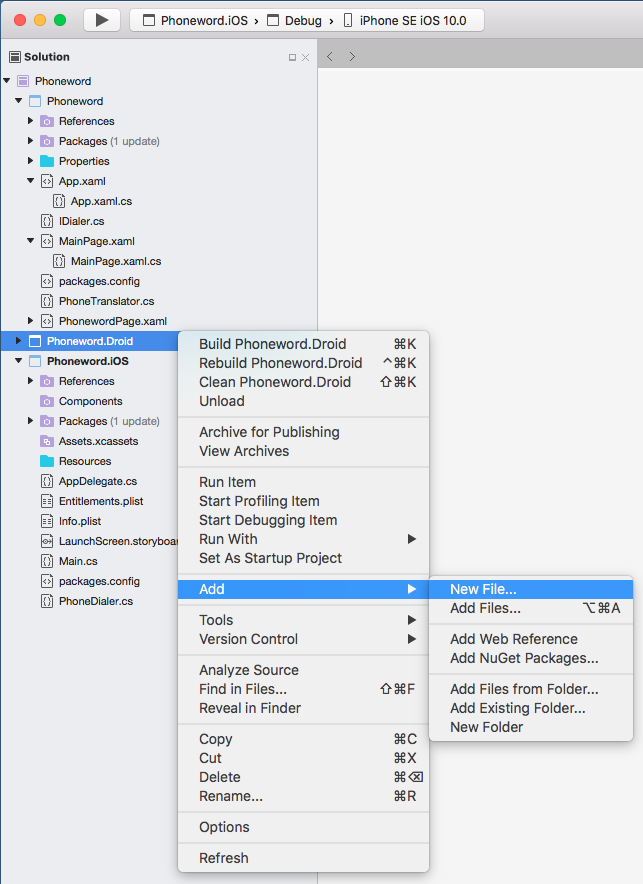 Phoneword.iOS › Debug › iPhone SE iOS 10.0
Solution
Phoneword
Phoneword
References
Packages (1 update)
Properties
App.xaml
App.xaml.cs
IDialer.cs
MainPage.xaml
MainPage.xaml.cs
packages.config
PhoneTranslator.cs
PhonewordPage.xaml
Phoneword.Droid
Phoneword.iOS
References
Components
Packages (1 update)
Assets.xcassets
Resources
AppDelegate.cs
Entitlements.plist
Info.plist
LaunchScreen.storyboar
Main.cs
packages.config
PhoneDialer.cs
Build Phoneword.Droid ⌘K
Rebuild Phoneword.Droid ^⌘K
Clean Phoneword.Droid ⇧⌘K
Unload
Archive for Publishing
View Archives
Run Item
Start Profiling Item
Start Debugging Item
Run With
Set As Startup Project
Add
Tools
Version Control
Analyze Source
Find in Files... ⇧⌘F
Reveal in Finder
Copy ⌘C
Cut ⌘X
Delete ⌘⌫
Rename... ⌘R
Options
Refresh
New File...
Add Files... ⌥⌘A
Add Web Reference
Add NuGet Packages...
Add Files from Folder...
Add Existing Folder...
New Folder